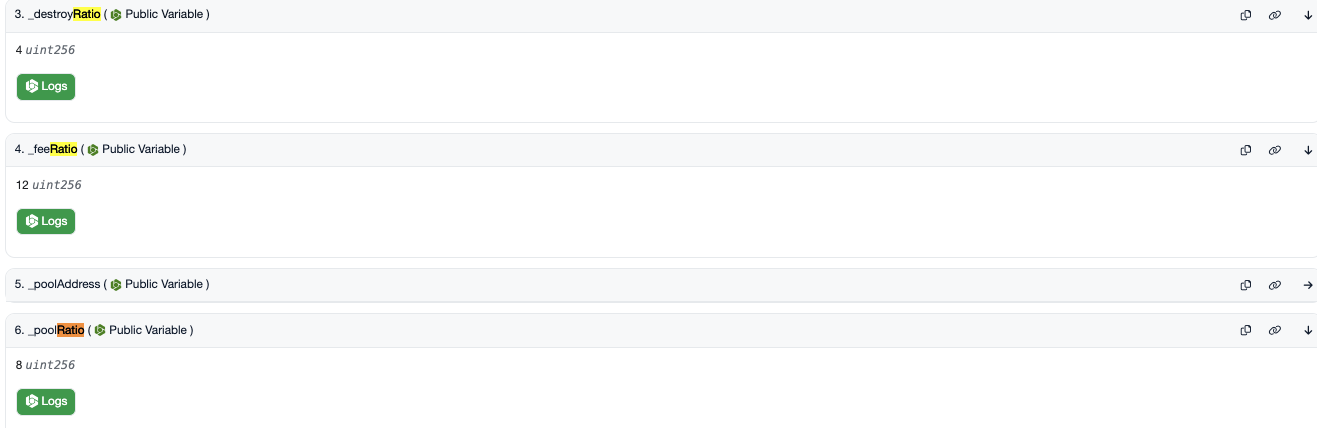 3. _destroyRatio ( Public Variable )
4 uint256
Logs
4. _feeRatio ( Public Variable )
12 uint256
Logs
5. _poolAddress ( Public Variable )
6. _poolRatio ( Public Variable )
8 uint256
Logs